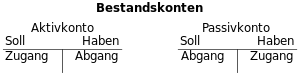 Bestandskonten
Aktivkonto Passivkonto
Soll Haben Soll Haben
Zugang Abgang Abgang Zugang